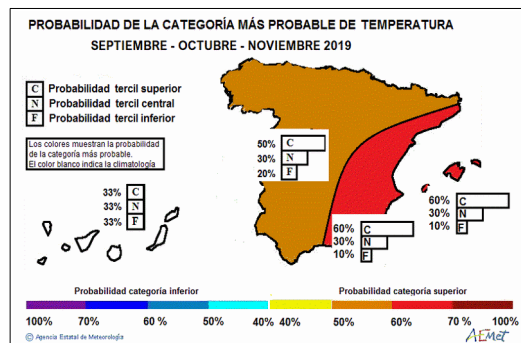 PROBABILIDAD DE LA CATEGORÍA MÁS PROBABLE DE TEMPERATURA
SEPTIEMBRE - OCTUBRE - NOVIEMBRE 2019
C Probabilidad tercil superior
N Probabilidad tercil central
F Probabilidad tercil inferior
Los colores muestran la probabilidad
de la categoría más probable.
El color blanco indica la climatología
50% C
30% N
20% F
33% C
33% N
33% F
60% C
30% N
10% F
60% C
30% N
10% F
Probabilidad categoría inferior Probabilidad categoría superior
100% 70% 60 % 50% 40% 40% 50% 60% 70 % 100%
© Agencia Estatal de Meteorología
AEMet